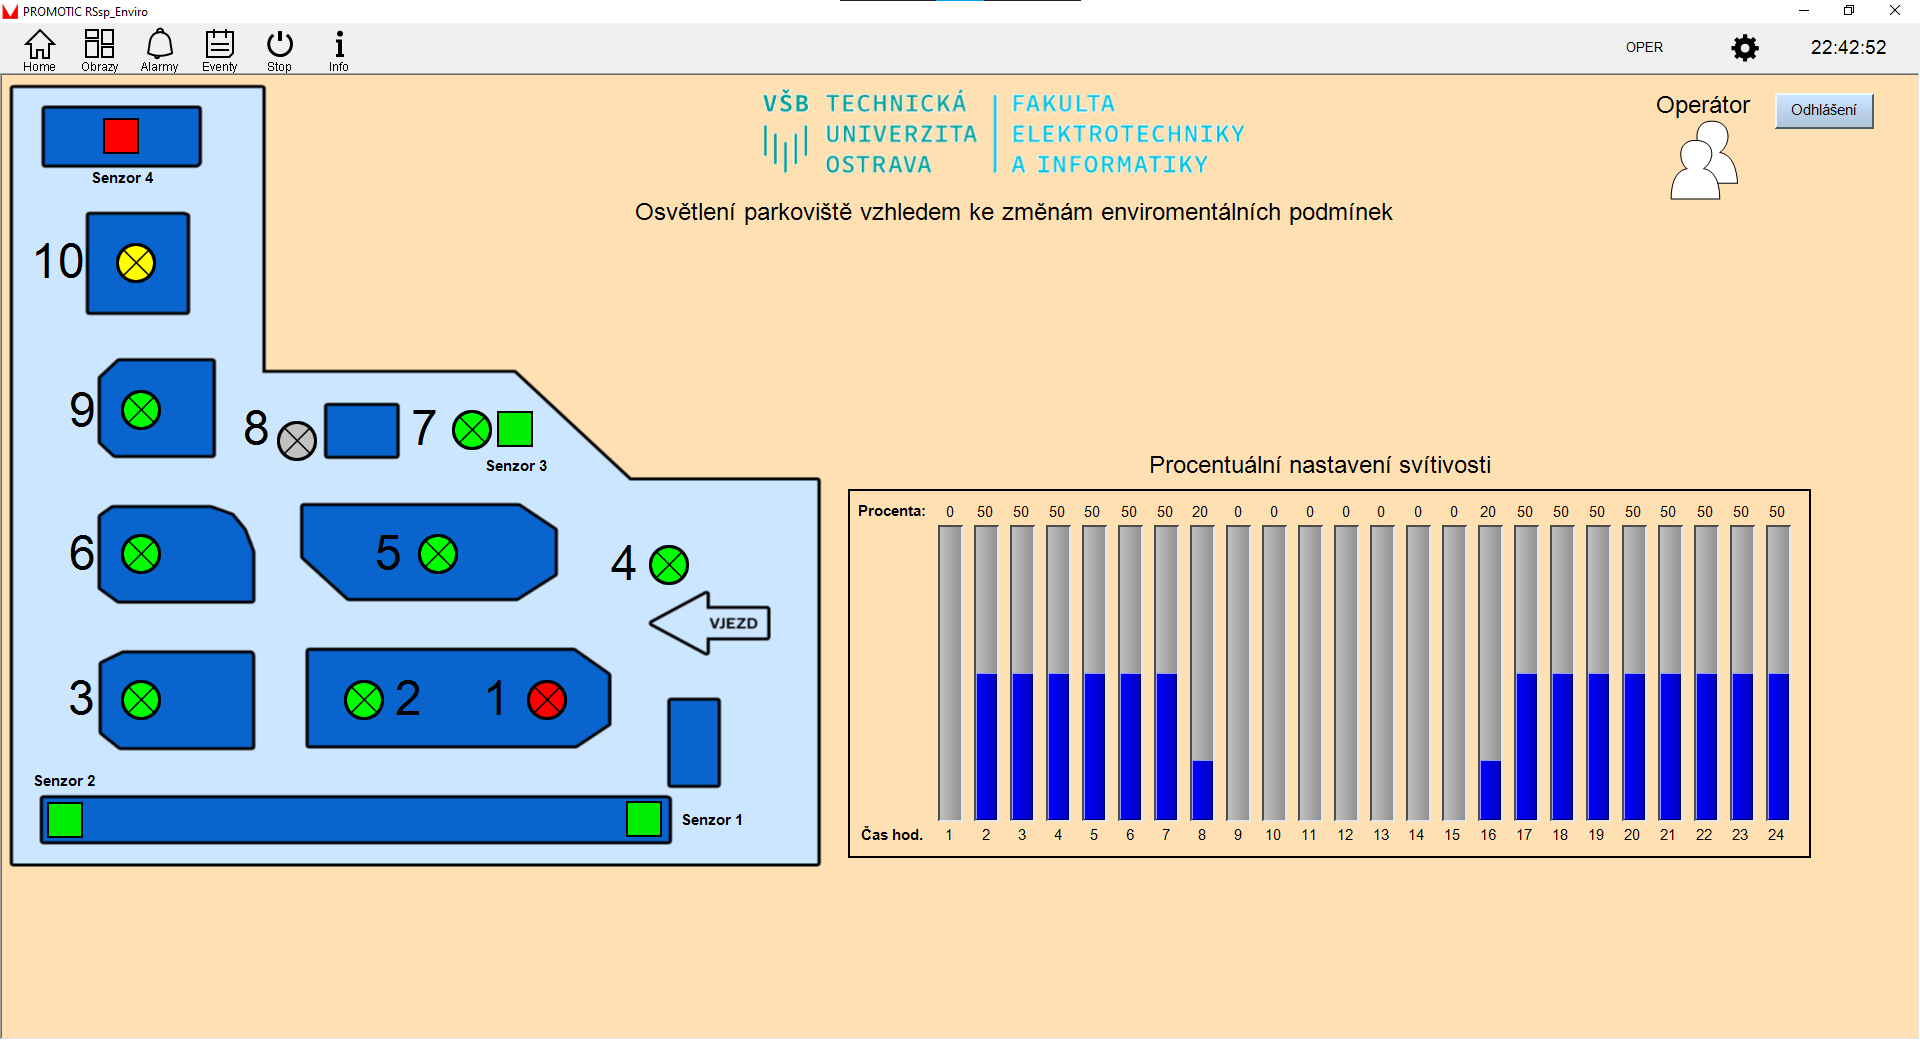 PROMOTIC RSsp_Enviro
Home Obrazy Alarmy Eventy Stop Info
OPER 22:42:52
VŠB TECHNICKÁ UNIVERZITA OSTRAVA
FAKULTA ELEKTROTECHNIKY A INFORMATIKY
Operátor
Odhlášení
Osvětlení parkoviště vzhledem ke změnám enviromentálních podmínek
Senzor 4
10
9
8
7
Senzor 3
6
5
4
VJEZD
3
2
1
Senzor 2
Senzor 1
Procentuální nastavení svítivosti
Procenta: 0 50 50 50 50 50 50 20 0 0 0 0 0 0 0 20 50 50 50 50 50 50 50 50
Čas hod. 1 2 3 4 5 6 7 8 9 10 11 12 13 14 15 16 17 18 19 20 21 22 23 24